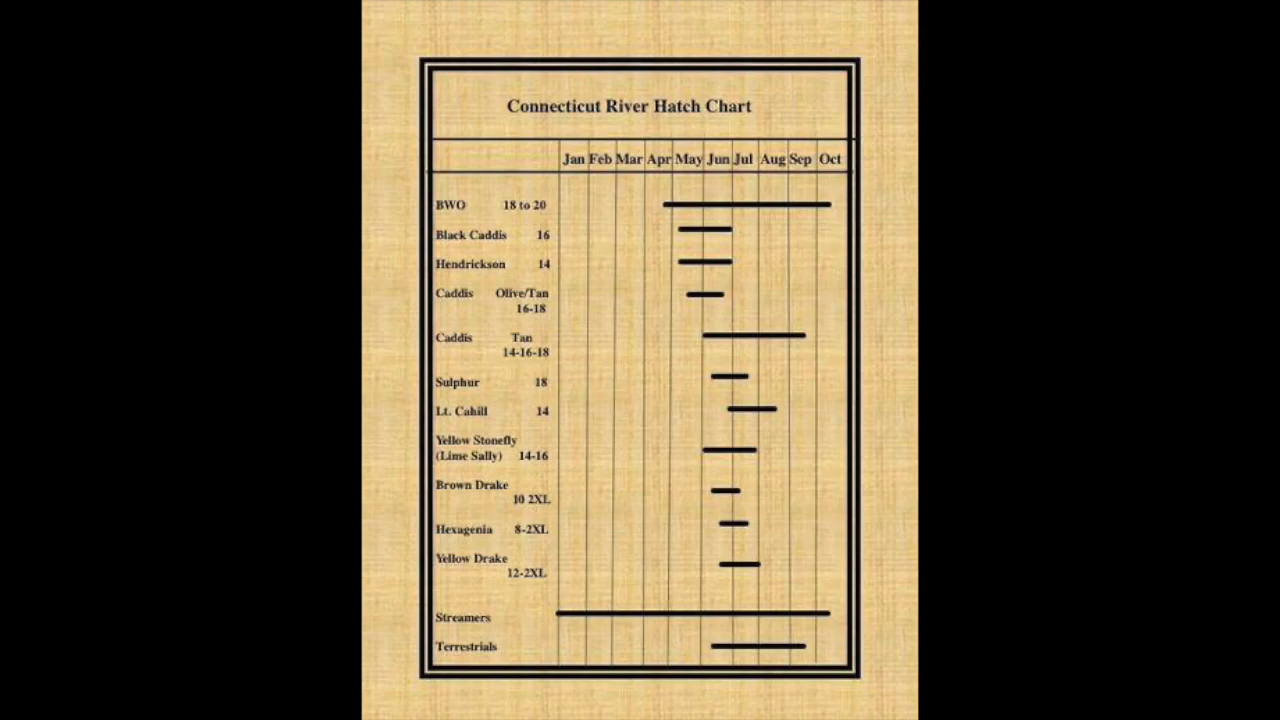 Connecticut River Hatch Chart
Jan Feb Mar Apr May Jun Jul Aug Sep Oct
BWO 18 to 20
Black Caddis 16
Hendrickson 14
Caddis Olive/Tan
16-18
Caddis Tan
14-16-18
Sulphur 18
Lt. Cahill 14
Yellow Stonefly
(Lime Sally) 14-16
Brown Drake
10 2XL
Hexagenia 8-2XL
Yellow Drake
12-2XL
Streamers
Terrestrials